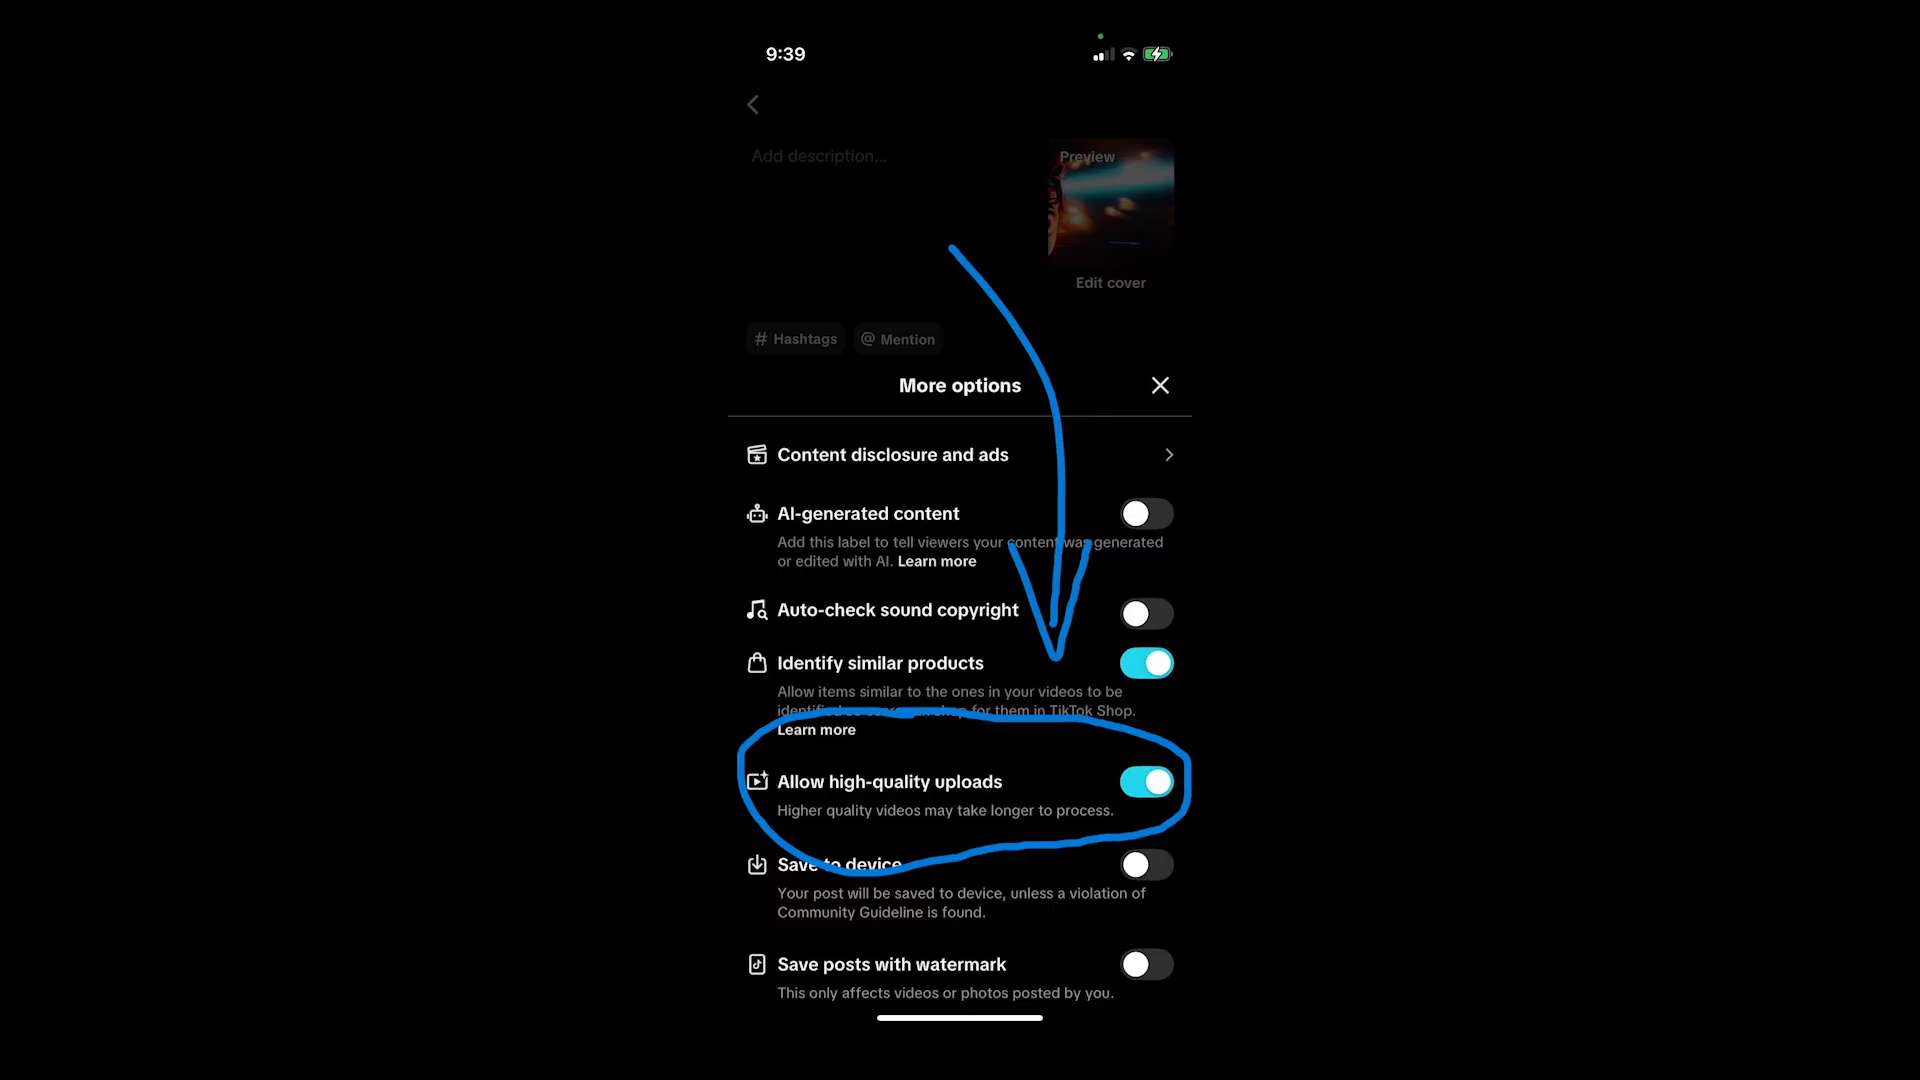 9:39
Add description...
Preview
Edit cover
# Hashtags
@ Mention
More options
Content disclosure and ads
AI-generated content
Add this label to tell viewers your content was generated
or edited with AI. Learn more
Auto-check sound copyright
Identify similar products
Allow items similar to the ones in your videos to be
identified so users can shop for them in TikTok Shop.
Learn more
Allow high-quality uploads
Higher quality videos may take longer to process.
Save to device
Your post will be saved to device, unless a violation of
Community Guideline is found.
Save posts with watermark
This only affects videos or photos posted by you.